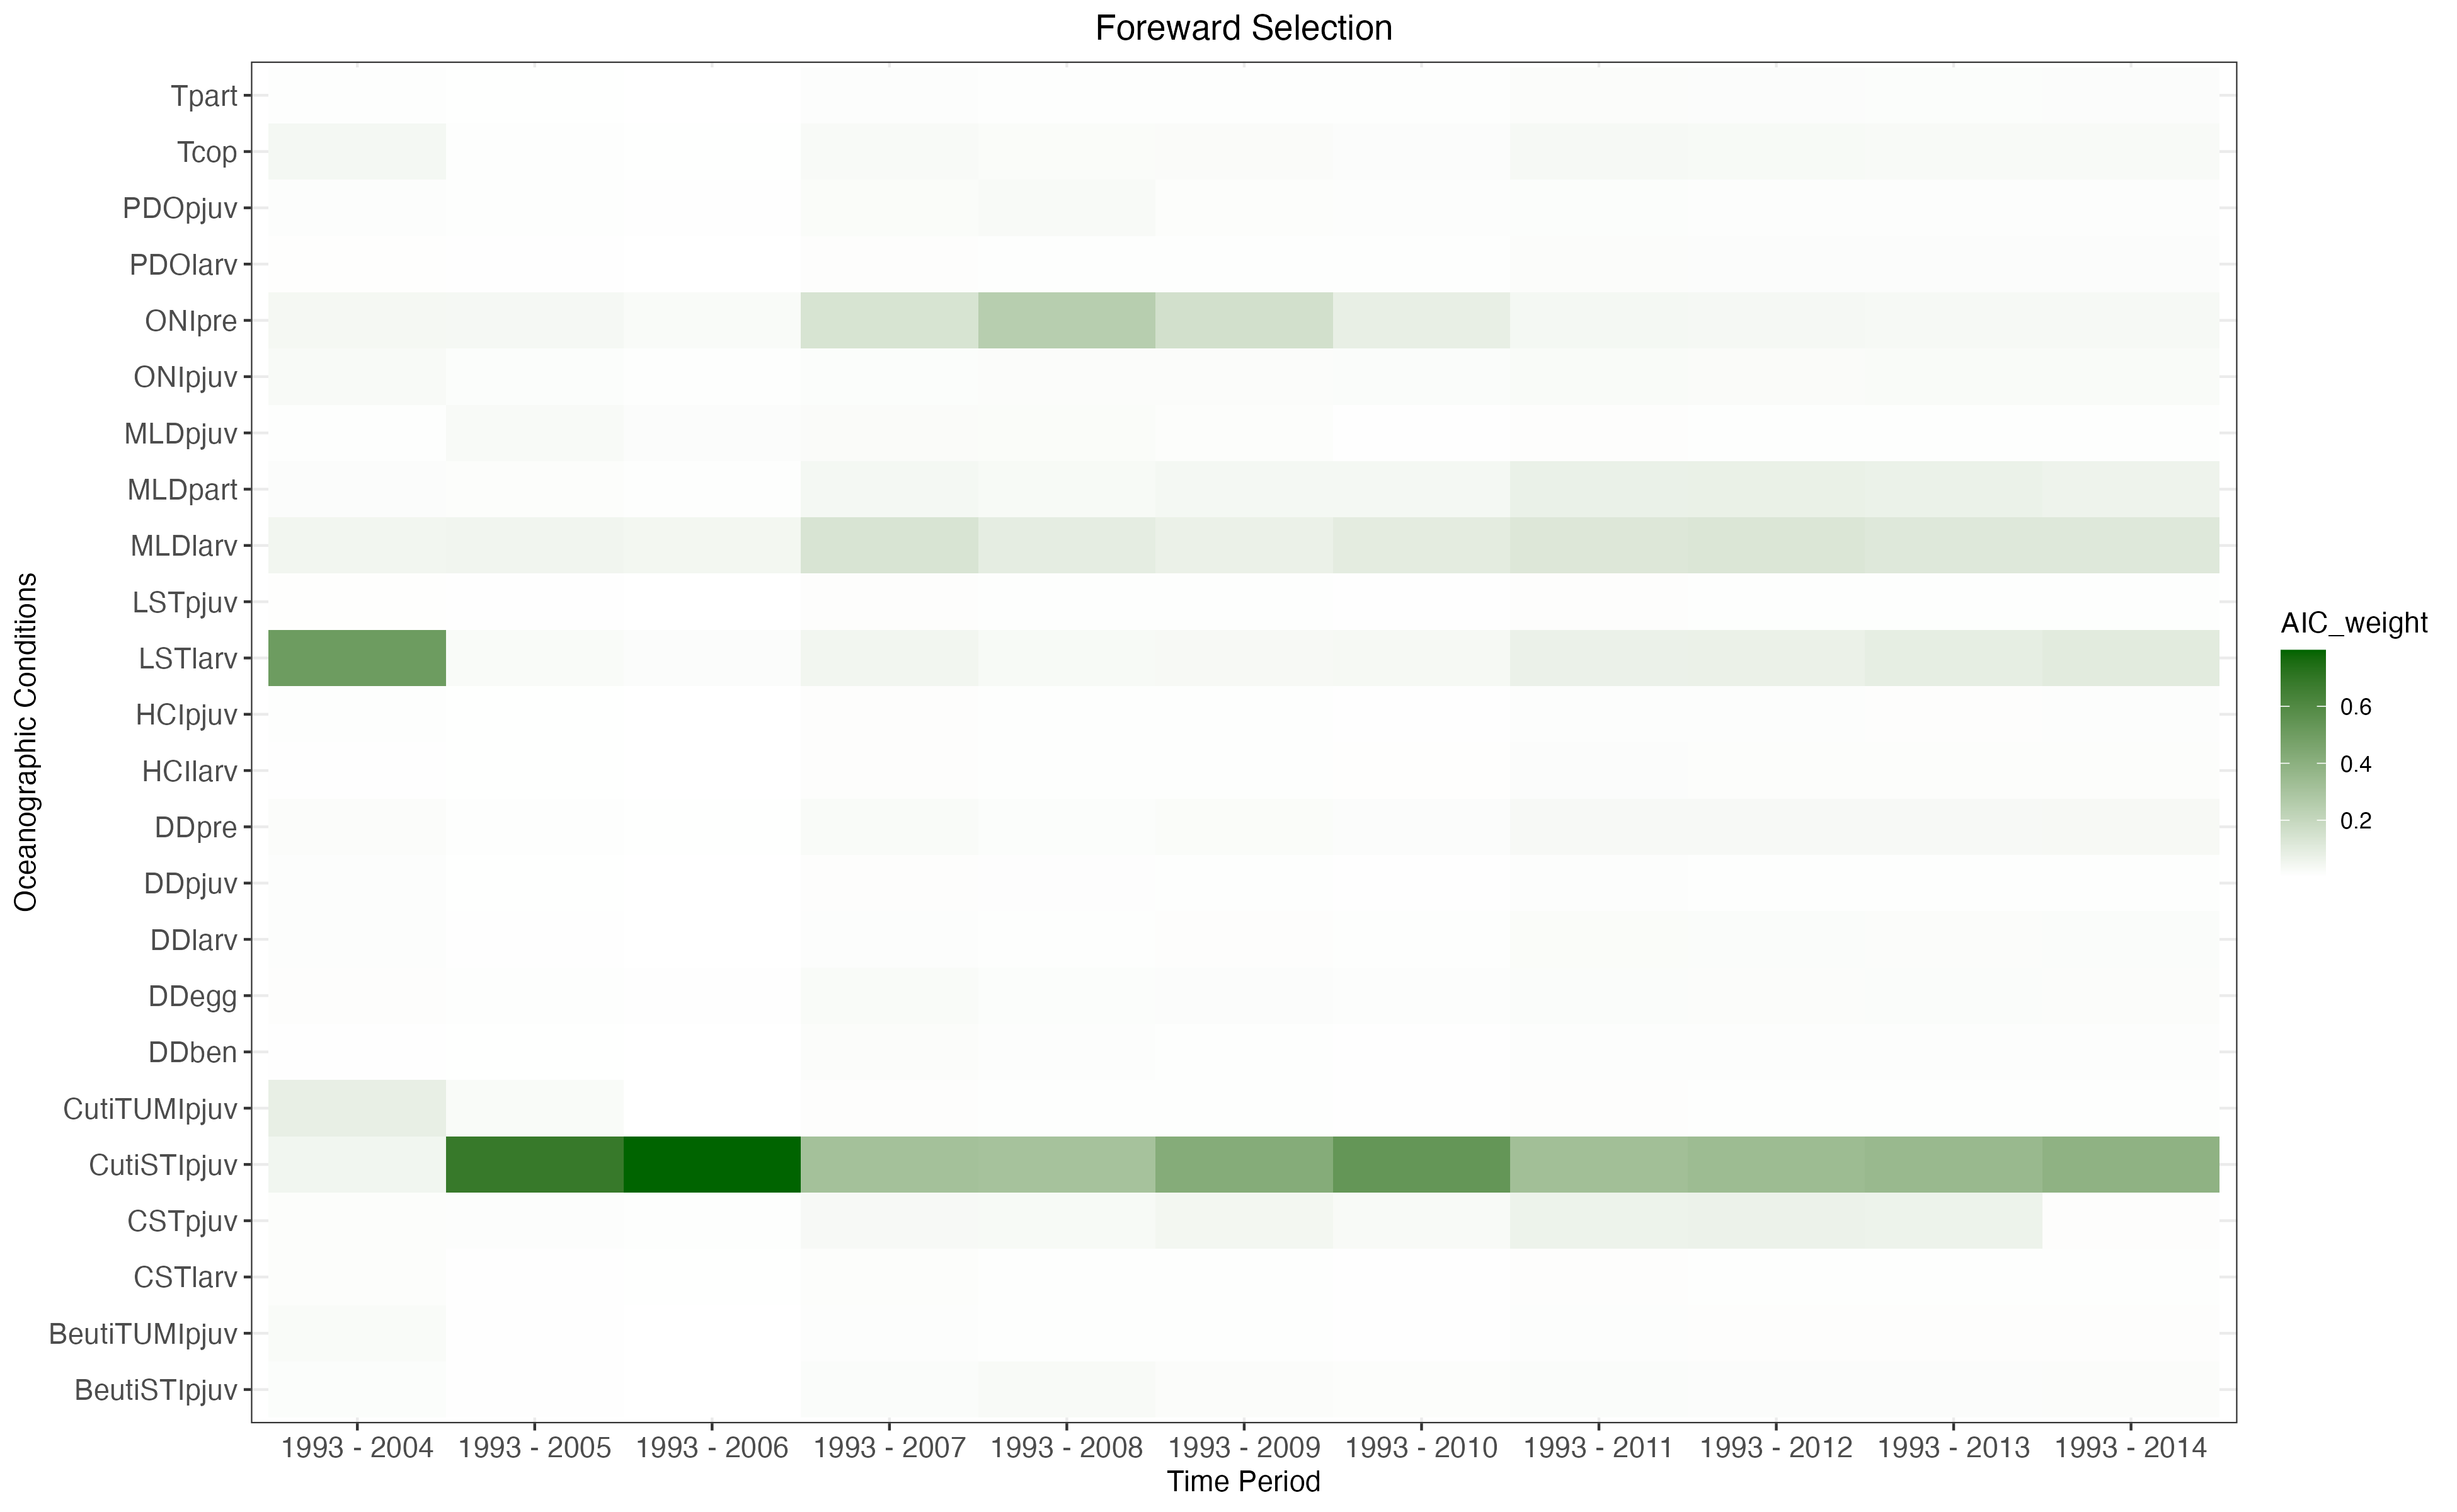 Foreward Selection
Tpart
Tcop
PDOpjuv
PDOlarv
ONIpre
ONIpjuv
MLDpjuv
MLDpart
MLDlarv
LSTpjuv
LSTlarv
HCIpjuv
HCIlarv
DDpre
DDpjuv
DDlarv
DDegg
DDben
CutiTUMIpjuv
CutiSTIpjuv
CSTpjuv
CSTlarv
BeutiTUMIpjuv
BeutiSTIpjuv
Oceanographic Conditions
1993 - 2004 1993 - 2005 1993 - 2006 1993 - 2007 1993 - 2008 1993 - 2009 1993 - 2010 1993 - 2011 1993 - 2012 1993 - 2013 1993 - 2014
Time Period
AIC_weight
0.6
0.4
0.2